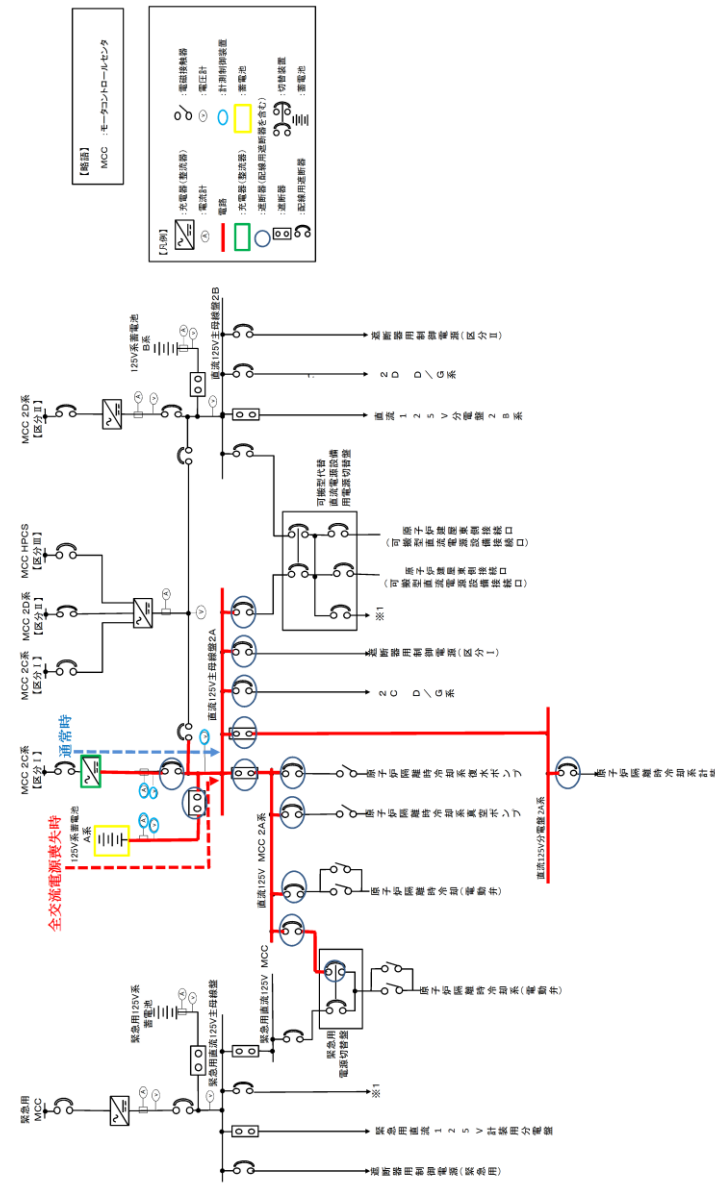 【略語】
MCC :モータコントロールセンタ
【凡例】
:充電器(整流器)
:電流計
電路
:充電器(整流器)
:遮断器(配線用遮断器を含む)
:遮断器
:配線用遮断器
:電磁接触器
:電圧計
:計測制御装置
:蓄電池
:切替装置
:蓄電池
A
V
緊急用
MCC
緊急用125V系
蓄電池
緊急用直流125V主母線盤
遮断器用制御電源(緊急用)
緊急用直流125V計装用分電盤
※1
緊急用直流125V MCC
緊急用
電源切替盤
原子炉隔離時冷却系(電動弁)
全交流電源喪失時
通常時
125V系蓄電池
A系
MCC 2C系
【区分Ⅰ】
直流125V主母線盤2A
直流125V MCC 2A系
原子炉隔離時冷却(電動弁)
原子炉隔離時冷却系真空ポンプ
原子炉隔離時冷却系復水ポンプ
直流125V分電盤 2A系
原子炉隔離時冷却系計装
2C D/G系
遮断器用制御電源(区分Ⅰ)
MCC 2C系
【区分Ⅰ】
MCC 2D系
【区分Ⅱ】
MCC HPCS
【区分Ⅲ】
可搬型代替
直流電源設備
用電源切替盤
※1
原子炉建屋東側接続口
(可搬型直流電源設備接続口)
原子炉建屋東側接続口
(可搬型直流電源設備接続口)
MCC 2D系
【区分Ⅱ】
125V系蓄電池
B系
直流125V主母線盤2B
直流125V分電盤2B系
2D D/G系
遮断器用制御電源(区分Ⅱ)